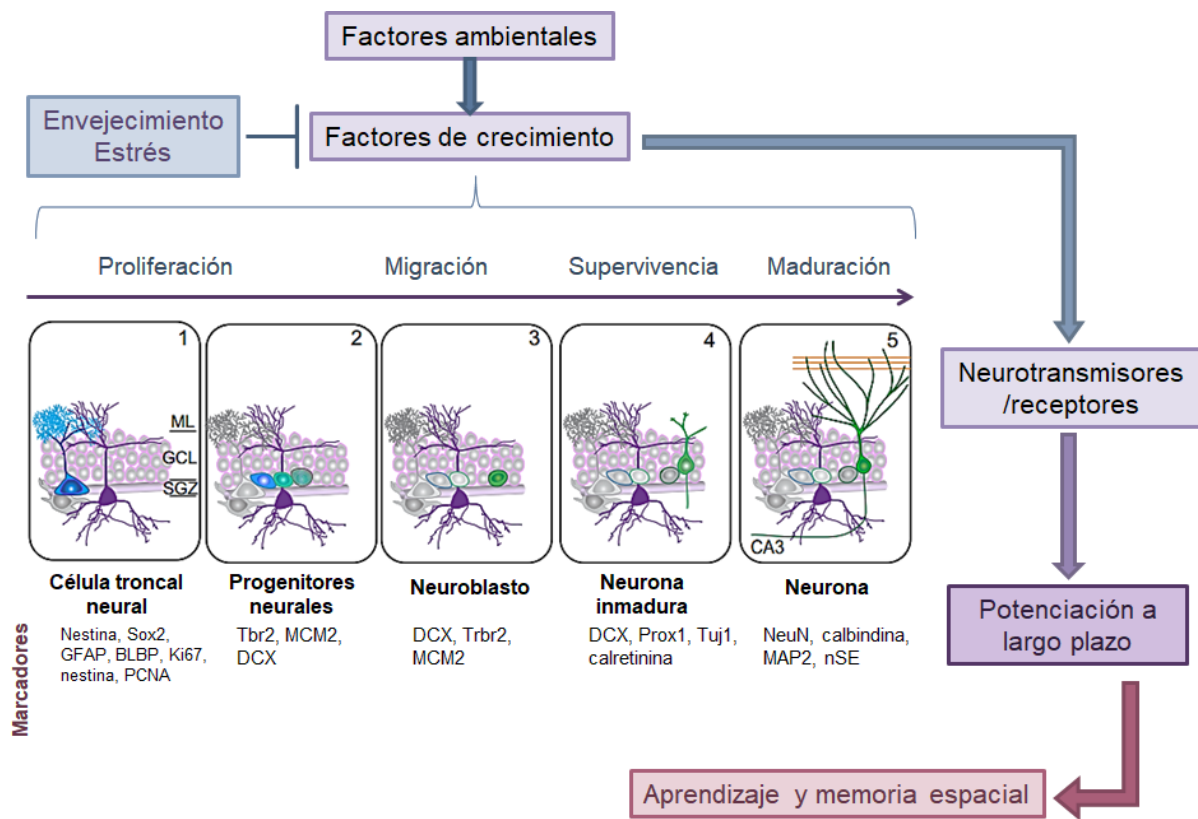 Factores ambientales
Envejecimiento
Estrés
Factores de crecimiento
Proliferación
Migración
Supervivencia
Maduración
1
2
3
4
5
ML
GCL
SGZ
CA3
Neurotransmisores
/receptores
Célula troncal
neural
Progenitores
neurales
Neuroblasto
Neurona
inmadura
Neurona
Marcadores
Nestina, Sox2,
GFAP, BLBP, Ki67,
nestina, PCNA
Tbr2, MCM2,
DCX
DCX, Trbr2,
MCM2
DCX, Prox1, Tuj1,
calretinina
NeuN, calbindina,
MAP2, nSE
Potenciación a
largo plazo
Aprendizaje y memoria espacial